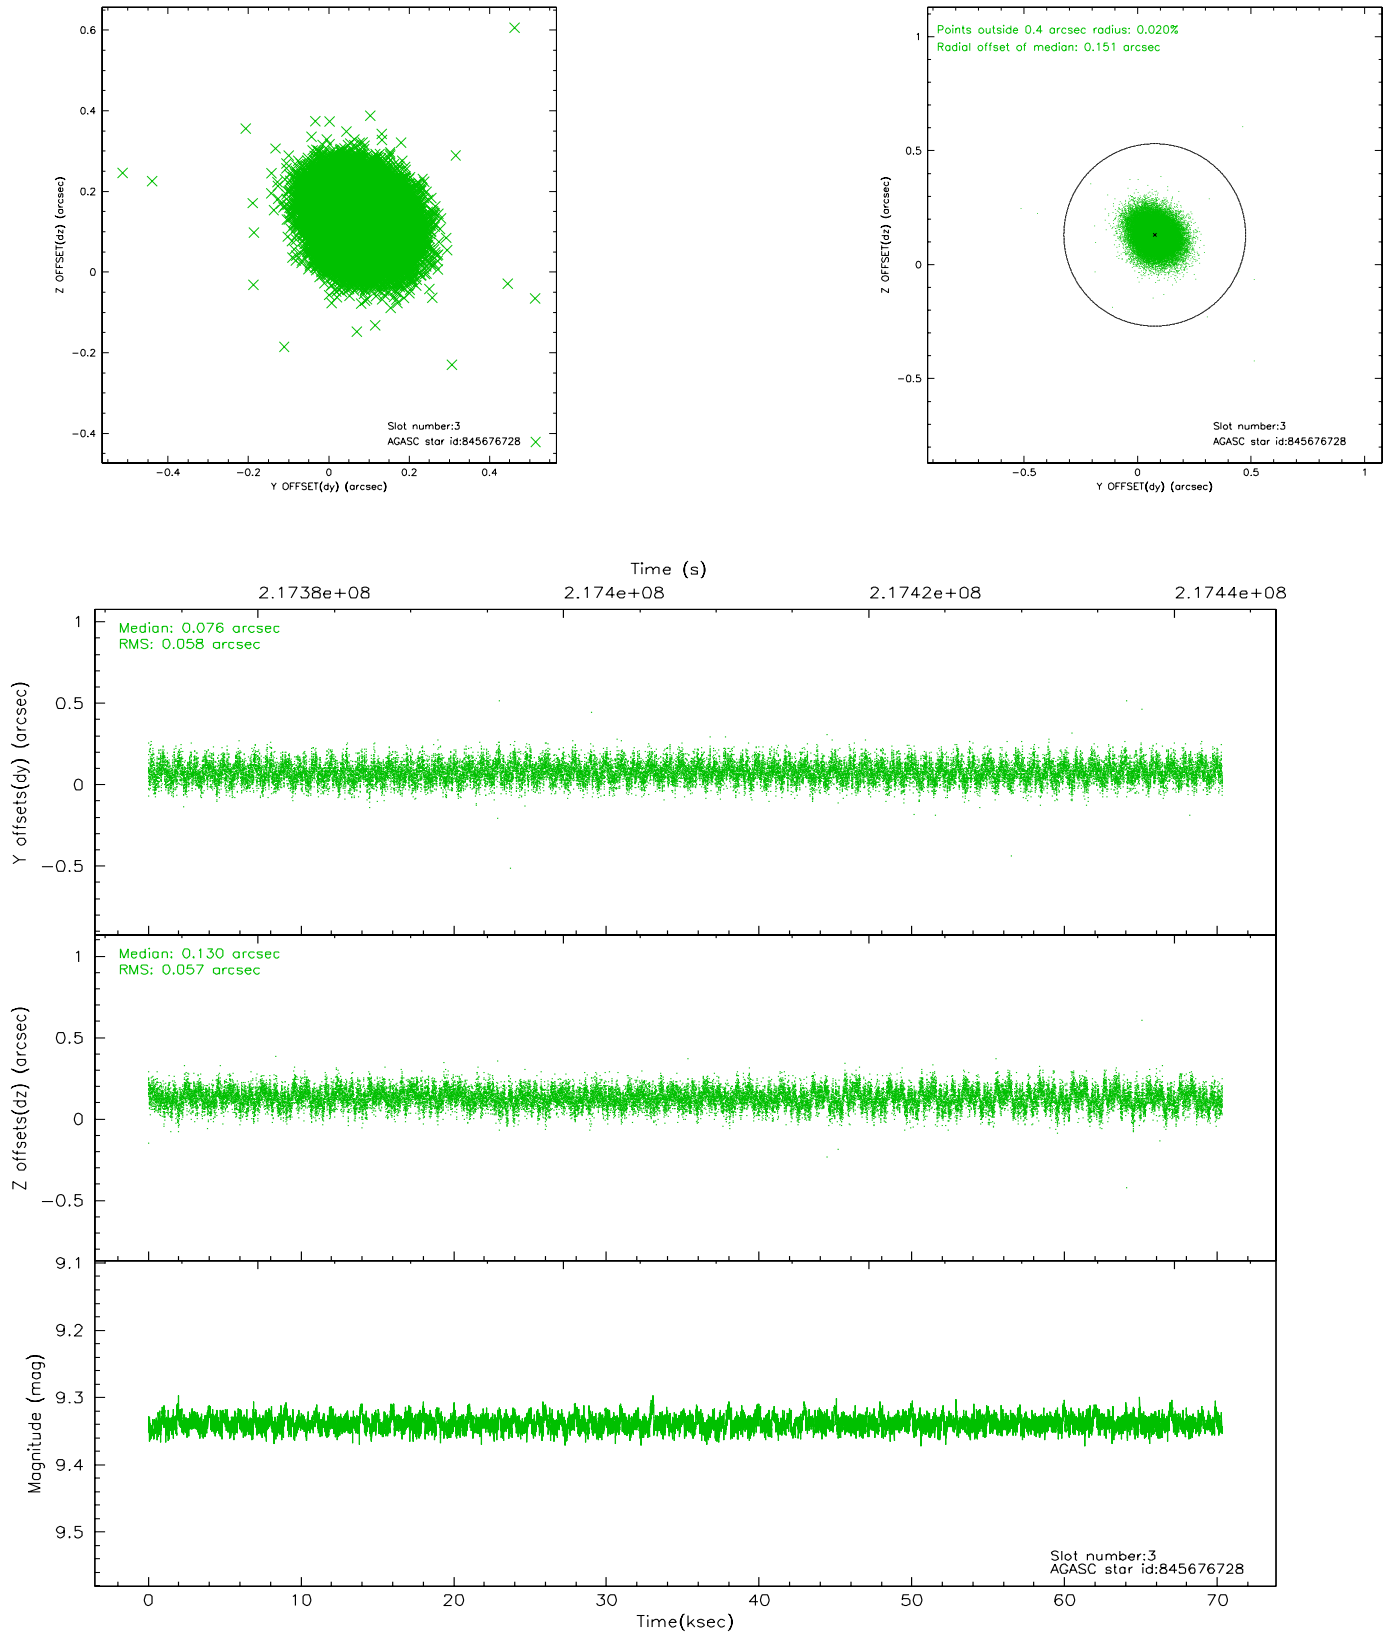 0.6
0.4
0.2
0
−0.2
−0.4
Z OFFSET(dz) (arcsec)
−0.4 −0.2 0 0.2 0.4
Y OFFSET(dy) (arcsec)
Slot number:3
AGASC star id:845676728
Points outside 0.4 arcsec radius: 0.020%
Radial offset of median: 0.151 arcsec
1
0.5
0
−0.5
Z OFFSET(dz) (arcsec)
−0.5 0 0.5 1
Y OFFSET(dy) (arcsec)
Slot number:3
AGASC star id:845676728
Time (s)
2.1738e+08 2.174e+08 2.1742e+08 2.1744e+08
Median: 0.076 arcsec
RMS: 0.058 arcsec
1
0.5
0
−0.5
Y offsets(dy) (arcsec)
Median: 0.130 arcsec
RMS: 0.057 arcsec
1
0.5
0
−0.5
Z offsets(dz) (arcsec)
9.1
9.2
9.3
9.4
9.5
Magnitude (mag)
Slot number:3
AGASC star id:845676728
0 10 20 30 40 50 60 70
Time(ksec)